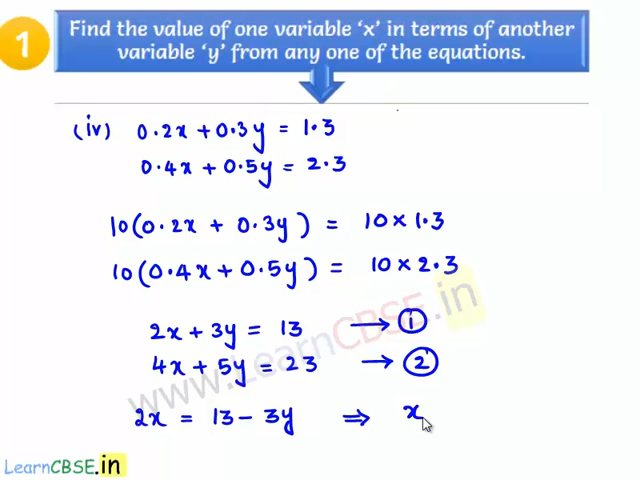 1
Find the value of one variable ‘x’ in terms of another
variable ‘y’ from any one of the equations.
(iv) 0.2x + 0.3y = 1.3
0.4x + 0.5y = 2.3
10(0.2x + 0.3y) = 10 × 1.3
10(0.4x + 0.5y) = 10 × 2.3
2x + 3y = 13 → ①
4x + 5y = 23 → ②
2x = 13 - 3y ⇒ x
www.LearnCBSE.in
LearnCBSE.in